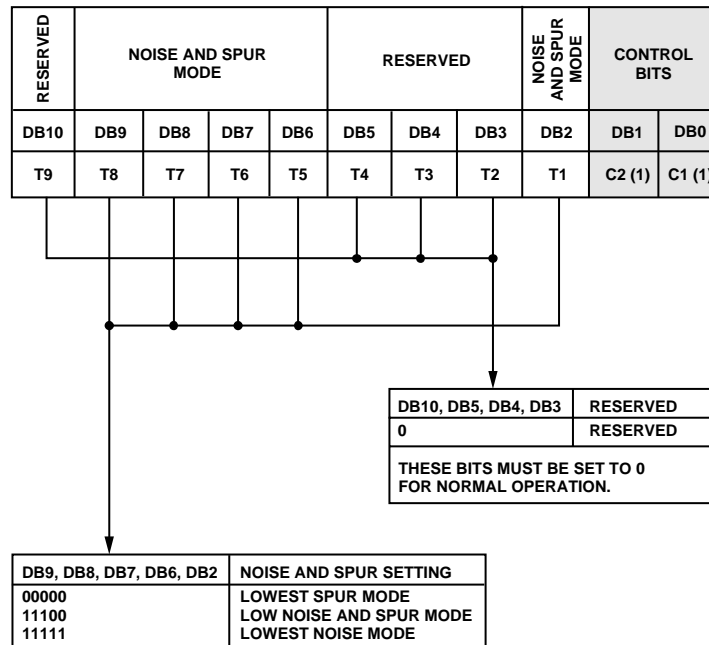 RESERVED
NOISE AND SPUR
MODE
RESERVED
NOISE
AND SPUR
MODE
CONTROL
BITS
DB10 DB9 DB8 DB7 DB6 DB5 DB4 DB3 DB2 DB1 DB0
T9 T8 T7 T6 T5 T4 T3 T2 T1 C2 (1) C1 (1)
DB10, DB5, DB4, DB3 RESERVED
0 RESERVED
THESE BITS MUST BE SET TO 0
FOR NORMAL OPERATION.
DB9, DB8, DB7, DB6, DB2 NOISE AND SPUR SETTING
00000 LOWEST SPUR MODE
11100 LOW NOISE AND SPUR MODE
11111 LOWEST NOISE MODE